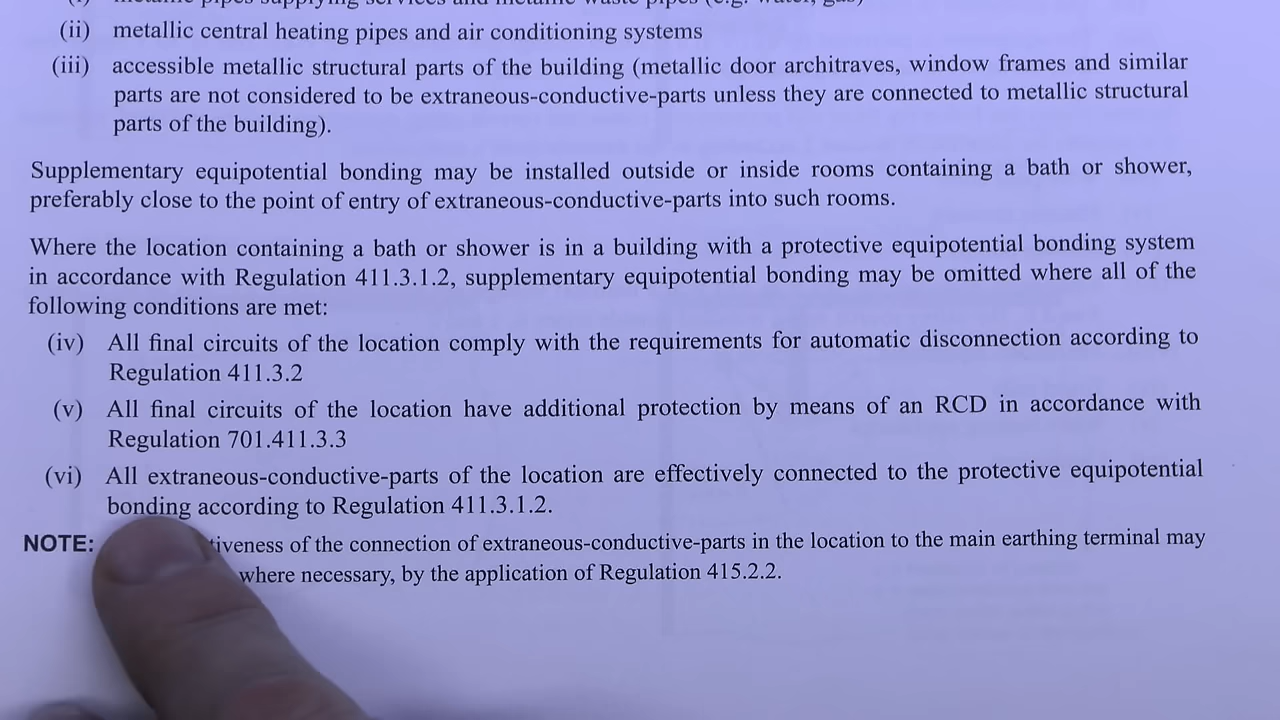 metallic pipes supplying services and metallic waste pipes (e.g. water, gas)
(ii) metallic central heating pipes and air conditioning systems
(iii) accessible metallic structural parts of the building (metallic door architraves, window frames and similar
parts are not considered to be extraneous-conductive-parts unless they are connected to metallic structural
parts of the building).
Supplementary equipotential bonding may be installed outside or inside rooms containing a bath or shower,
preferably close to the point of entry of extraneous-conductive-parts into such rooms.
Where the location containing a bath or shower is in a building with a protective equipotential bonding system
in accordance with Regulation 411.3.1.2, supplementary equipotential bonding may be omitted where all of the
following conditions are met:
(iv) All final circuits of the location comply with the requirements for automatic disconnection according to
Regulation 411.3.2
(v) All final circuits of the location have additional protection by means of an RCD in accordance with
Regulation 701.411.3.3
(vi) All extraneous-conductive-parts of the location are effectively connected to the protective equipotential
bonding according to Regulation 411.3.1.2.
NOTE: tiveness of the connection of extraneous-conductive-parts in the location to the main earthing terminal may
where necessary, by the application of Regulation 415.2.2.